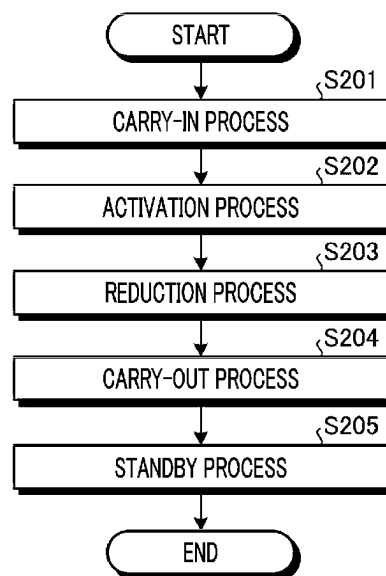 START
S201
CARRY-IN PROCESS
S202
ACTIVATION PROCESS
S203
REDUCTION PROCESS
S204
CARRY-OUT PROCESS
S205
STANDBY PROCESS
END